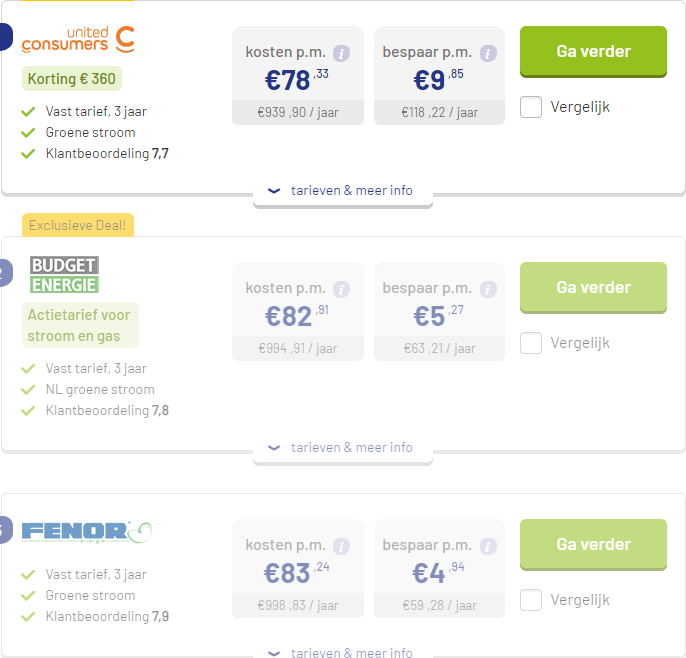 united
consumers
Korting € 360
Vast tarief, 3 jaar
Groene stroom
Klantbeoordeling 7,7
kosten p.m. i
€78,33
€939,90 / jaar
bespaar p.m. i
€9,85
€118,22 / jaar
Ga verder
Vergelijk
tarieven & meer info
Exclusieve Deal!
2
BUDGET
ENERGIE
Actietarief voor
stroom en gas
Vast tarief, 3 jaar
NL groene stroom
Klantbeoordeling 7,8
kosten p.m. i
€82,91
€994,91 / jaar
bespaar p.m. i
€5,27
€63,21 / jaar
Ga verder
Vergelijk
tarieven & meer info
FENOR
energie
Vast tarief, 3 jaar
Groene stroom
Klantbeoordeling 7,9
kosten p.m. i
€83,24
€998,83 / jaar
bespaar p.m. i
€4,94
€59,28 / jaar
Ga verder
Vergelijk
tarieven & meer info